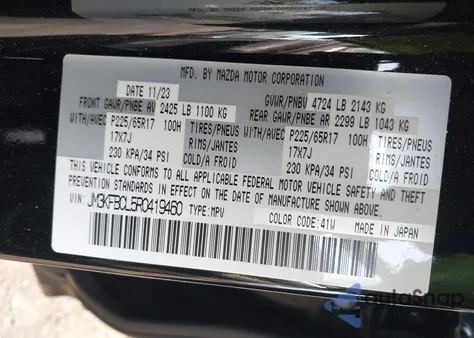 MFD. BY MAZDA MOTOR CORPORATION
DATE 11/23 GVWR/PNBV 4724 LB 2143 KG
FRONT GAWR/PNBE AV 2425 LB 1100 KG REAR GAWR/PNBE AR 2299 LB 1043 KG
WITH/AVEC P225/65R17 100H TIRES/PNEU WITH/AVEC P225/65R17 100H TIRES/PNEU
17X7J RIMS/JANTES 17X7J RIMS/JANTES
230 KPA/34 PSI COLD/A FROID 230 KPA/34 PSI COLD/A FROID
THIS VEHICLE CONFORMS TO ALL APPLICABLE FEDERAL MOTOR VEHICLE SAFETY AND THEFT
PREVENTION STANDARDS IN EFFECT ON THE DATE OF MANUFACTURE SHOWN ABOVE.
JM3KFBCL5R0419460 TYPE:MPV COLOR CODE:41W MADE IN JAPAN
autoSnap